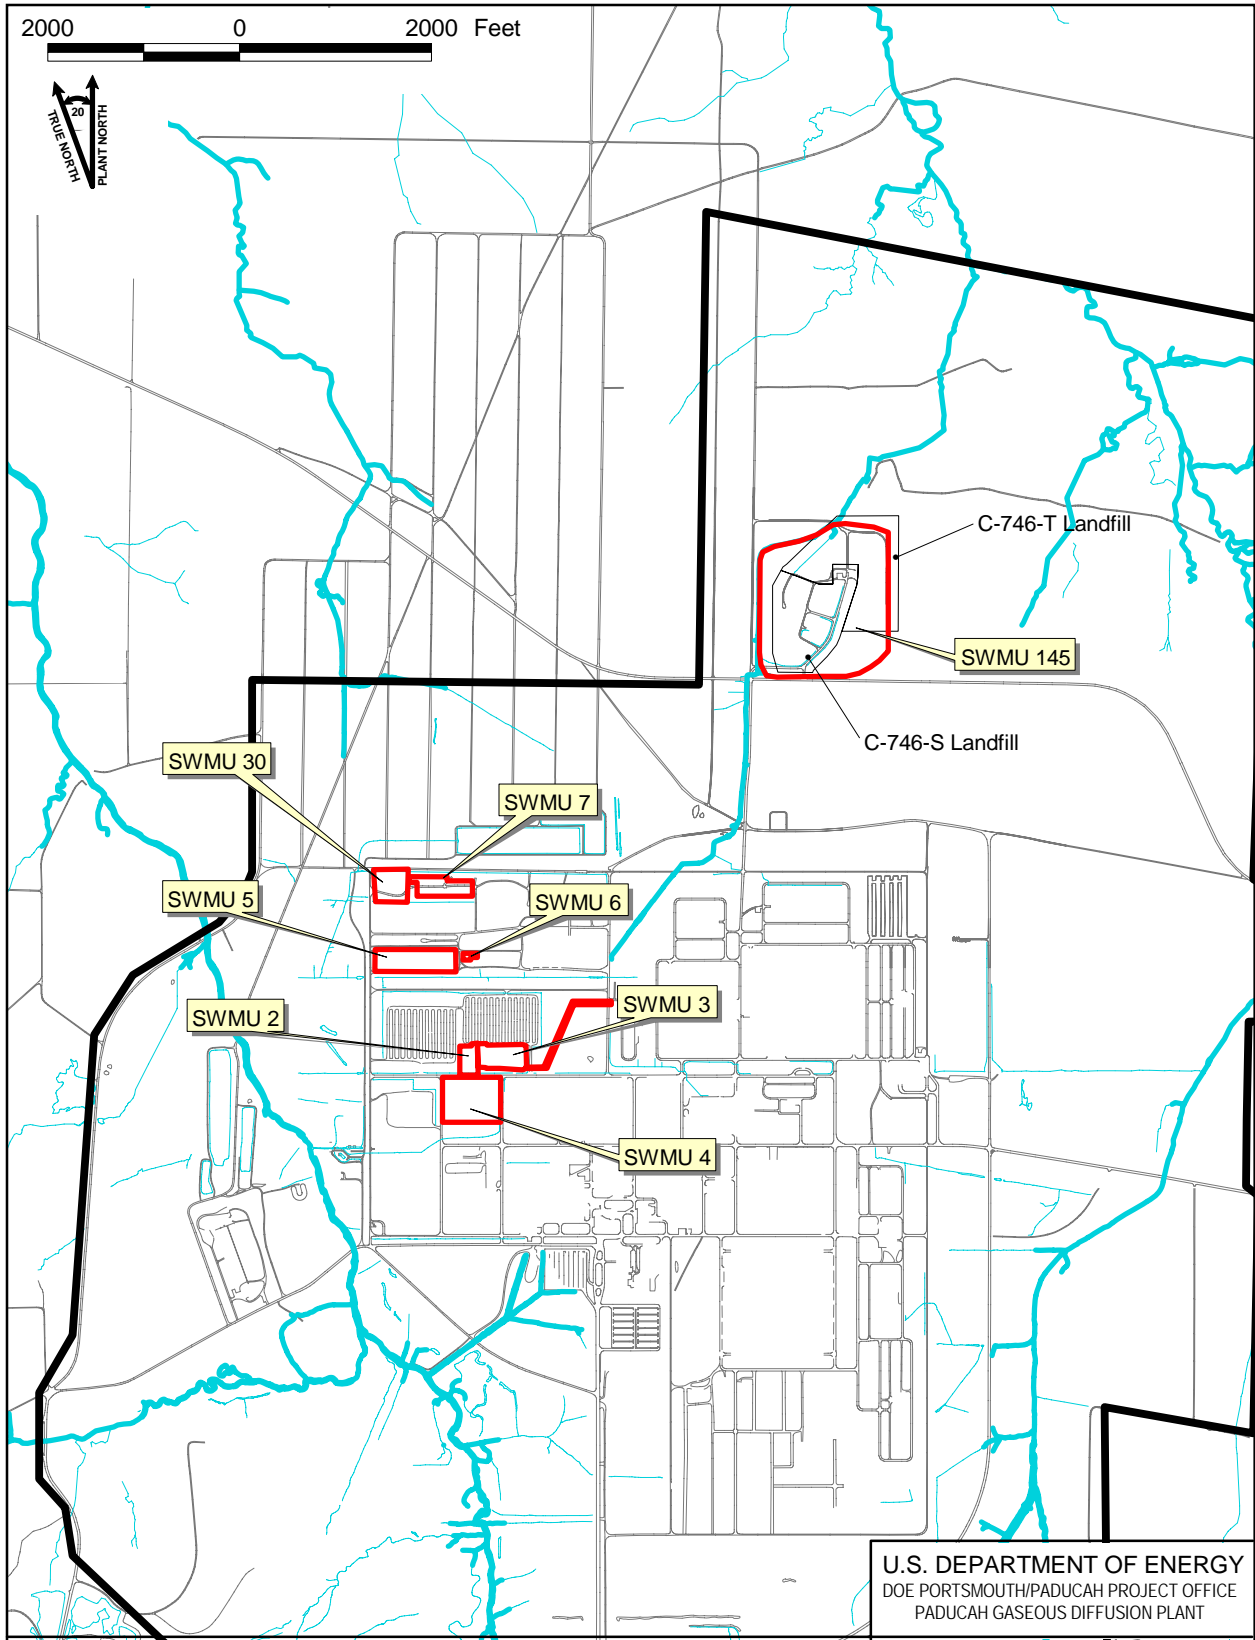 2000 0 2000 Feet
TRUE NORTH
20
PLANT NORTH
C-746-T Landfill
SWMU 145
C-746-S Landfill
SWMU 30
SWMU 7
SWMU 5
SWMU 6
SWMU 2
SWMU 3
SWMU 4
U.S. DEPARTMENT OF ENERGY
DOE PORTSMOUTH/PADUCAH PROJECT OFFICE
PADUCAH GASEOUS DIFFUSION PLANT